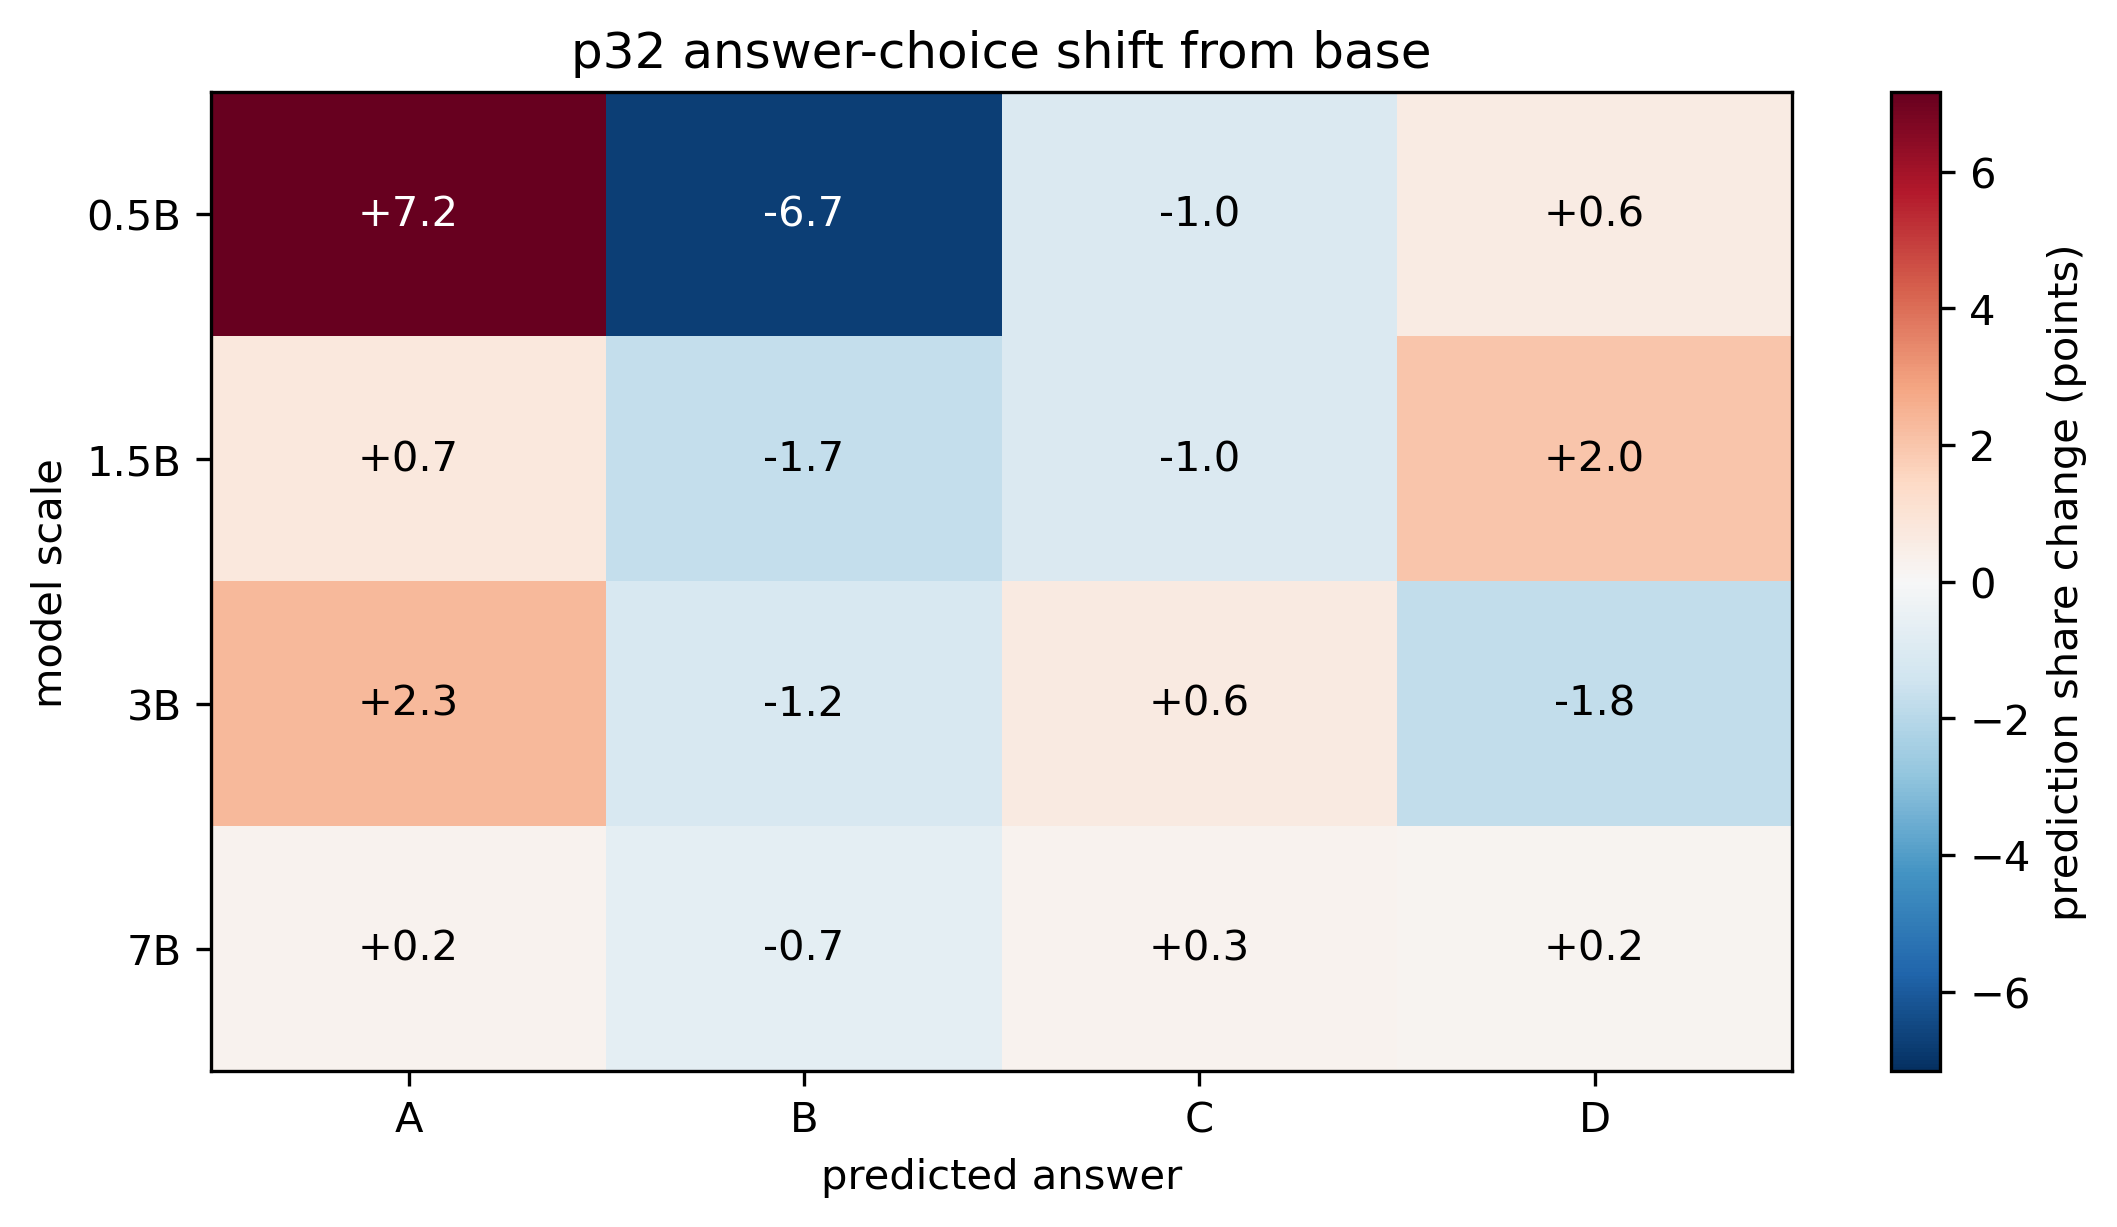 p32 answer-choice shift from base
model scale
0.5B +7.2 -6.7 -1.0 +0.6
1.5B +0.7 -1.7 -1.0 +2.0
3B +2.3 -1.2 +0.6 -1.8
7B +0.2 -0.7 +0.3 +0.2
A B C D
predicted answer
6
4
2
0
−2
−4
−6
prediction share change (points)